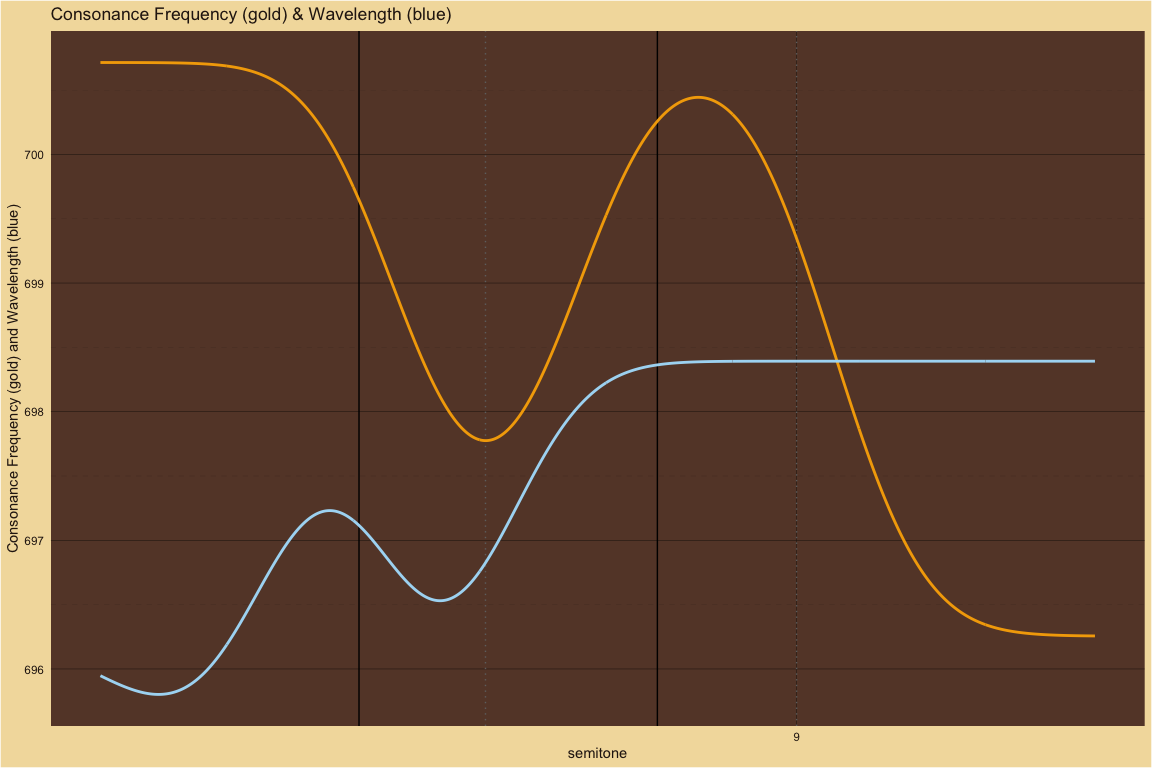 Consonance Frequency (gold) & Wavelength (blue)
Consonance Frequency (gold) and Wavelength (blue)
700
699
698
697
696
9
semitone